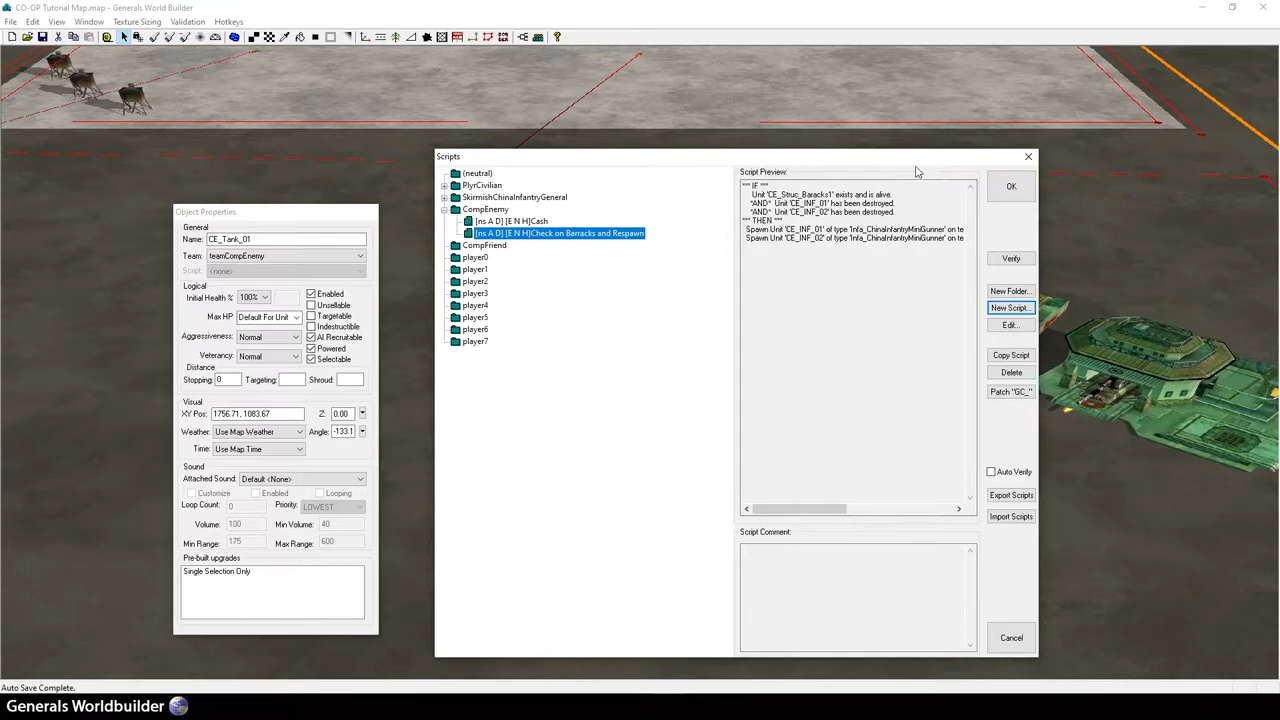 CO-OP Tutorial Map.map - Generals World Builder
File Edit View Window Texture Sizing Validation Hotkeys
Scripts
(neutral)
PlyrCivilian
SkirmishChinaInfantryGeneral
CompEnemy
[ns A D] [E N H]Cash
[ns A D] [E N H]Check on Barracks and Respawn
CompFriend
player0
player1
player2
player3
player4
player5
player6
player7
Script Preview:
*** IF ***
Unit 'CE_Struc_Baracks1' exists and is alive.
*AND* Unit 'CE_INF_01' has been destroyed.
*AND* Unit 'CE_INF_02' has been destroyed.
*** THEN ***
Spawn Unit 'CE_INF_01' of type 'Infa_ChinaInfantryMiniGunner' on te
Spawn Unit 'CE_INF_02' of type 'Infa_ChinaInfantryMiniGunner' on te
Script Comment:
OK
Verify
New Folder...
New Script...
Edit...
Copy Script
Delete
Patch "GC_"
Auto Verify
Export Scripts
Import Scripts
Cancel
Object Properties
General
Name: CE_Tank_01
Team: teamCompEnemy
Script: <none>
Logical
Initial Health % 100%
Max HP Default For Unit
Aggressiveness: Normal
Veterancy: Normal
Enabled
Unsellable
Targetable
Indestructible
AI Recruitable
Powered
Selectable
Distance
Stopping: 0 Targeting: Shroud:
Visual
XY Pos: 1756.71, 1083.67 Z: 0.00
Weather: Use Map Weather Angle: -133.1
Time: Use Map Time
Sound
Attached Sound: Default <None>
Customize Enabled Looping
Loop Count: 0 Priority: LOWEST
Volume: 100 Min Volume: 40
Min Range: 175 Max Range: 600
Pre-built upgrades
Single Selection Only
Auto Save Complete.
Generals Worldbuilder